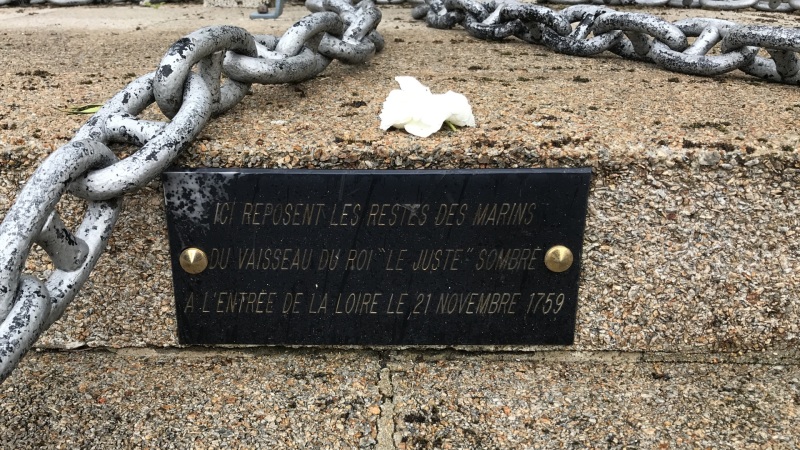 ICI REPOSENT LES RESTES DES MARINS
DU VAISSEAU DU ROI "LE JUSTE" SOMBRÉ
A L'ENTRÉE DE LA LOIRE LE 21 NOVEMBRE 1759